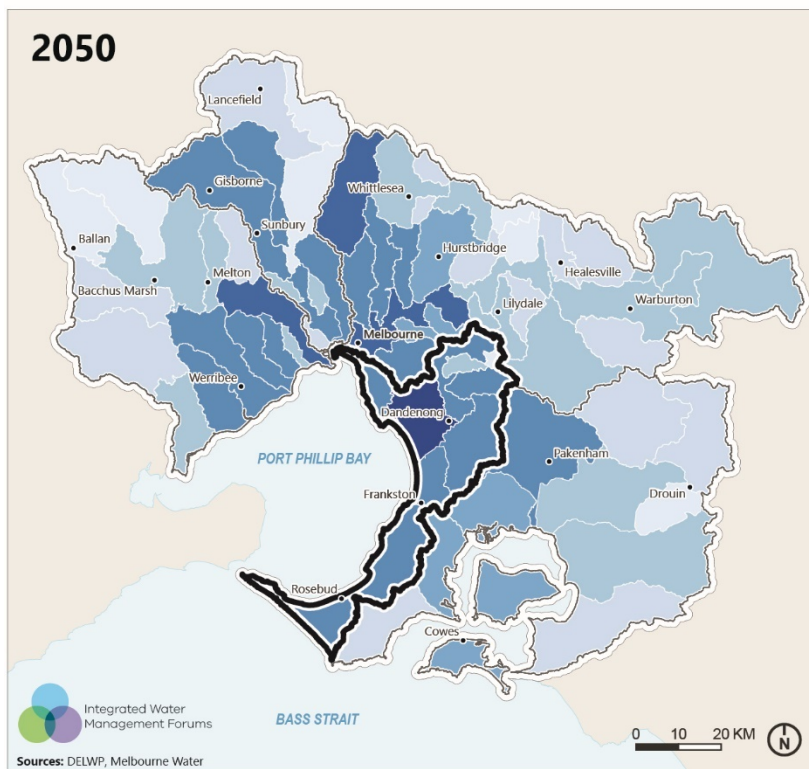 2050
Lancefield
Gisborne
Whittlesea
Sunbury
Ballan
Hurstbridge
Healesville
Melton
Bacchus Marsh
Lilydale
Warburton
Melbourne
Werribee
Dandenong
PORT PHILLIP BAY
Pakenham
Frankston
Drouin
Rosebud
Cowes
Integrated Water
Management Forums
BASS STRAIT
0 10 20 KM
N
Sources: DELWP, Melbourne Water